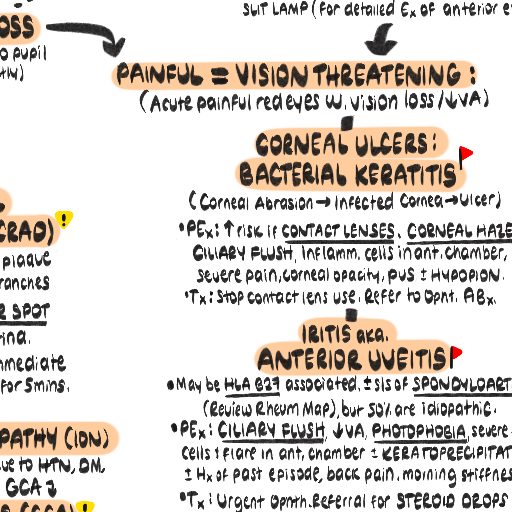 SLIT LAMP (for detailed Ex of anterior e
OSS
o pupil
PAINFUL = VISION THREATENING :
(Acute painful red eyes w. vision loss/↓VA)
CORNEAL ULCERS:
BACTERIAL KERATITIS
(Corneal Abrasion → Infected Cornea → Ulcer)
•PEx: ↑ risk if CONTACT LENSES, CORNEAL HAZE
CILIARY FLUSH, Inflamm. cells in ant. chamber,
severe pain, corneal opacity, pus ± HYPOPION.
•Tx: Stop contact lens use. Refer to Opht. ABx.
IRITIS aka.
ANTERIOR UVEITIS
•May be HLA B27 associated. ± sis of SPONDYLOART
(Review Rheum Map), but 50% are idiopathic.
•PEx: CILIARY FLUSH, ↓VA, PHOTOPHOBIA, severe
cells ± flare in ant. chamber ± KERATOPRECIPITAT
± Hx of past episode, back pain, morning stiffnes
•Tx: Urgent Opnth. Referral for STEROID DROPS
CRAO) !
plaque
ranches
R SPOT
ina.
mmediate
for 5mins.
PATHY (ION)
ue to HTN, DM,
GCA
!